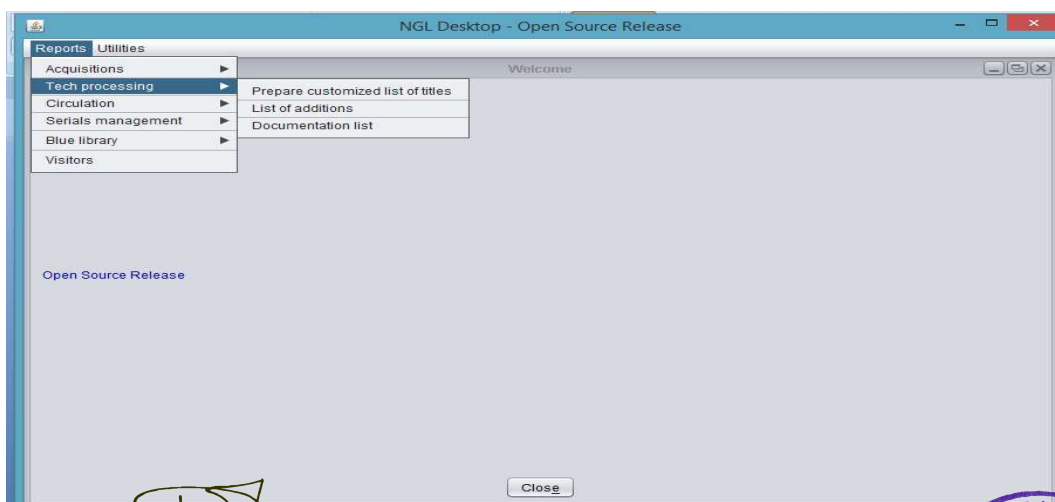 NGL Desktop - Open Source Release
Reports Utilities
Welcome
Acquisitions
Tech processing
Circulation
Serials management
Blue library
Visitors
Prepare customized list of titles
List of additions
Documentation list
Open Source Release
Close